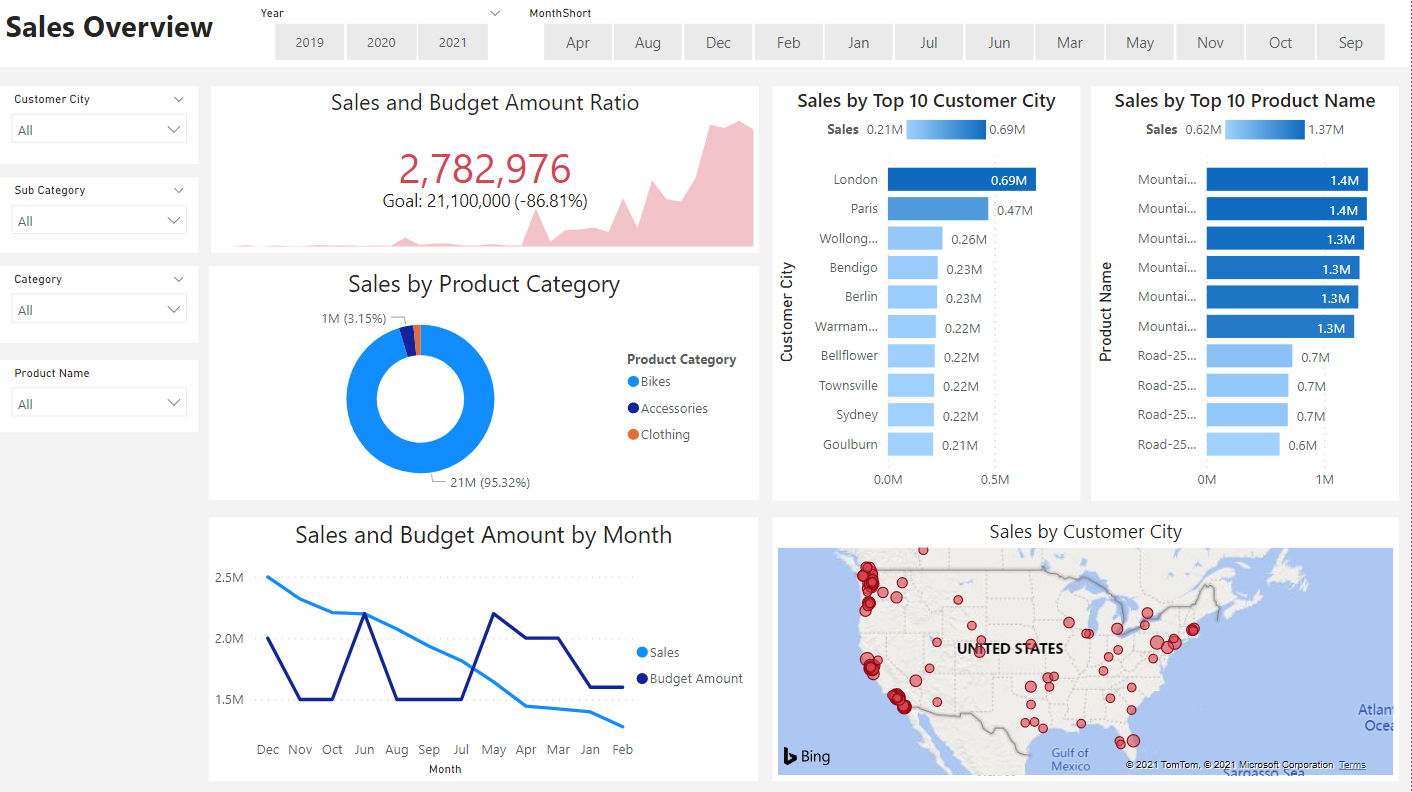 Sales Overview
Year
2019 2020 2021
MonthShort
Apr Aug Dec Feb Jan Jul Jun Mar May Nov Oct Sep
Customer City
All
Sub Category
All
Category
All
Product Name
All
Sales and Budget Amount Ratio
2,782,976
Goal: 21,100,000 (-86.81%)
Sales by Product Category
1M (3.15%)
21M (95.32%)
Product Category
Bikes
Accessories
Clothing
Sales by Top 10 Customer City
Sales 0.21M 0.69M
Customer City
London 0.69M
Paris 0.47M
Wollong... 0.26M
Bendigo 0.23M
Berlin 0.23M
Warrnam... 0.22M
Bellflower 0.22M
Townsville 0.22M
Sydney 0.22M
Goulburn 0.21M
0.0M 0.5M
Sales by Top 10 Product Name
Sales 0.62M 1.37M
Product Name
Mountai... 1.4M
Mountai... 1.4M
Mountai... 1.3M
Mountai... 1.3M
Mountai... 1.3M
Mountai... 1.3M
Road-25... 0.7M
Road-25... 0.7M
Road-25... 0.7M
Road-25... 0.6M
0M 1M
Sales and Budget Amount by Month
2.5M
2.0M
1.5M
Dec Nov Oct Jun Aug Sep Jul May Apr Mar Jan Feb
Month
Sales
Budget Amount
Sales by Customer City
UNITED STATES
Atlan
Ocea
Gulf of
Mexico
Sargasso Sea
Bing
© 2021 TomTom, © 2021 Microsoft Corporation Terms